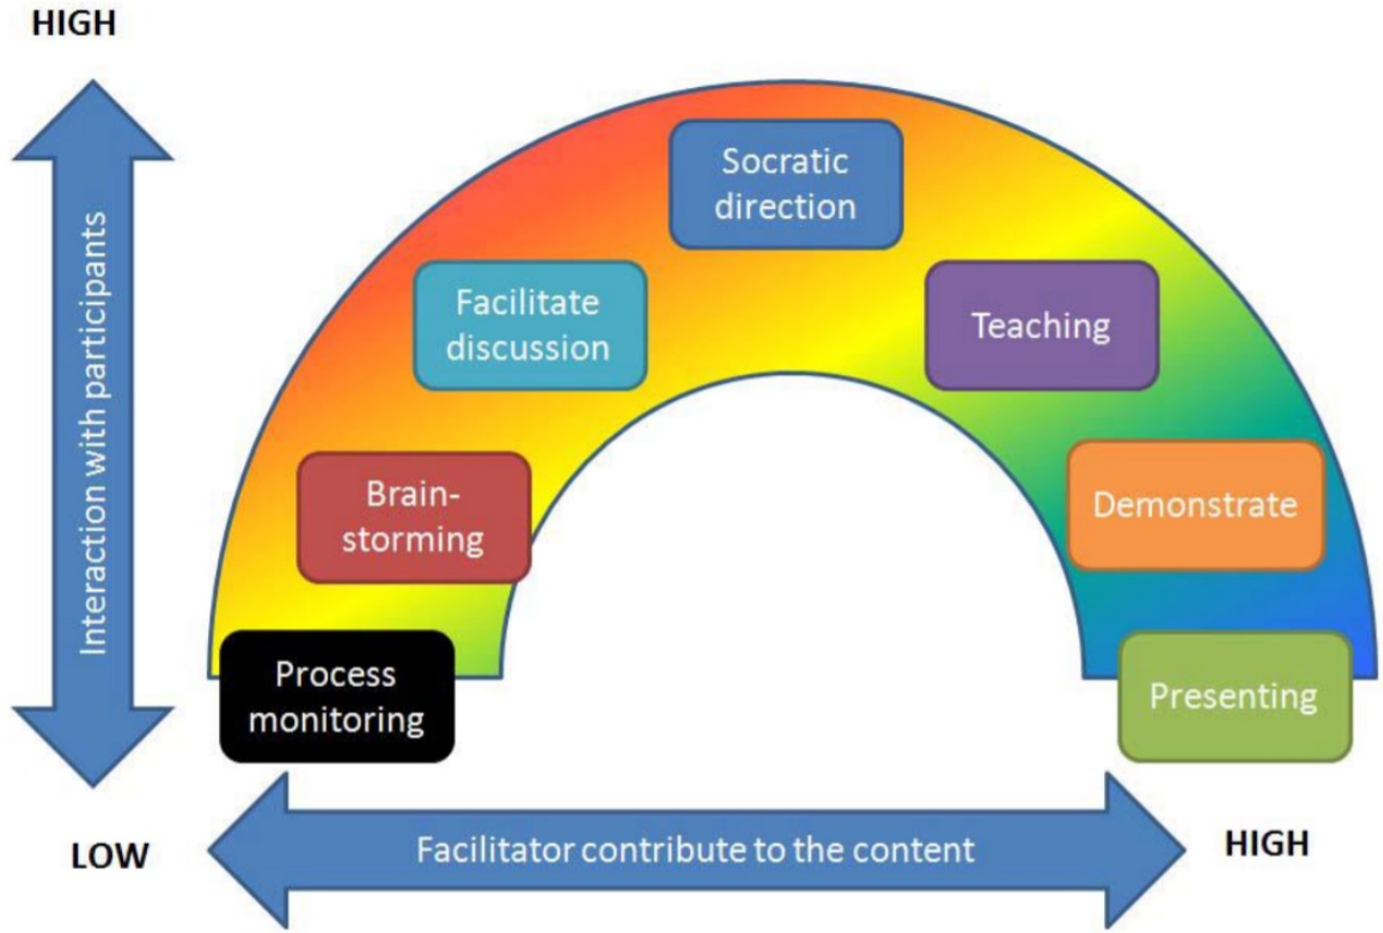 HIGH
Interaction with participants
LOW
Socratic
direction
Facilitate
discussion
Teaching
Brain-
storming
Demonstrate
Process
monitoring
Presenting
Facilitator contribute to the content
HIGH